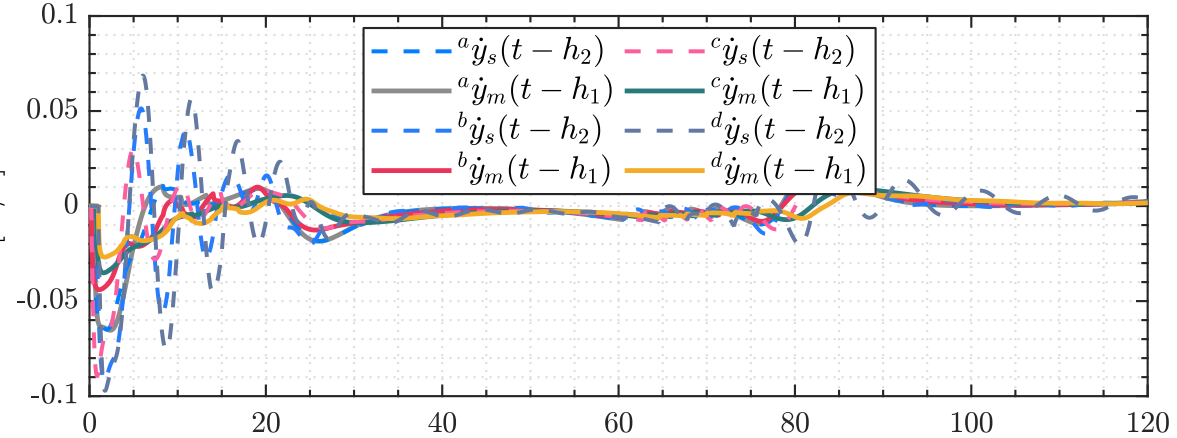 0.1
0.05
0
-0.05
-0.1
ᵃẏₛ(t − h₂) ᶜẏₛ(t − h₂)
ᵃẏₘ(t − h₁) ᶜẏₘ(t − h₁)
ᵇẏₛ(t − h₂) ᵈẏₛ(t − h₂)
ᵇẏₘ(t − h₁) ᵈẏₘ(t − h₁)
0 20 40 60 80 100 120